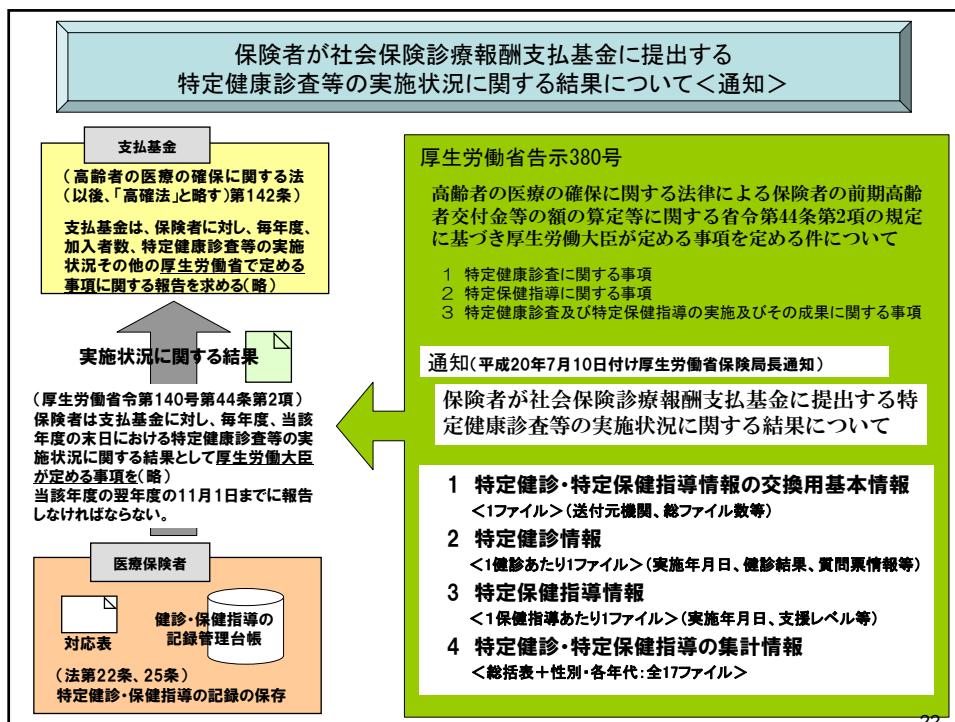 保険者が社会保険診療報酬支払基金に提出する
特定健康診査等の実施状況に関する結果について＜通知＞
支払基金
(高齢者の医療の確保に関する法
(以後、「高確法」と略す)第142条)
支払基金は、保険者に対し、毎年度、
加入者数、特定健康診査等の実施
状況その他の厚生労働省で定める
事項に関する報告を求める(略)
実施状況に関する結果
(厚生労働省令第140号第44条第2項)
保険者は支払基金に対し、毎年度、当該
年度の末日における特定健康診査等の実
施状況に関する結果として厚生労働大臣
が定める事項を(略)
当該年度の翌年度の11月1日までに報告
しなければならない。
医療保険者
対応表
健診・保健指導の
記録管理台帳
(法第22条、25条)
特定健診・保健指導の記録の保存
厚生労働省告示380号
高齢者の医療の確保に関する法律による保険者の前期高齢
者交付金等の額の算定等に関する省令第44条第2項の規定
に基づき厚生労働大臣が定める事項を定める件について
１ 特定健康診査に関する事項
２ 特定保健指導に関する事項
３ 特定健康診査及び特定保健指導の実施及びその成果に関する事項
通知(平成20年7月10日付け厚生労働省保険局長通知)
保険者が社会保険診療報酬支払基金に提出する特
定健康診査等の実施状況に関する結果について
1 特定健診・特定保健指導情報の交換用基本情報
＜1ファイル＞(送付元機関、総ファイル数等)
2 特定健診情報
＜1健診あたり1ファイル＞(実施年月日、健診結果、質問票情報等)
3 特定保健指導情報
＜1保健指導あたり1ファイル＞(実施年月日、支援レベル等)
4 特定健診・特定保健指導の集計情報
＜総括表＋性別・各年代：全17ファイル＞
22